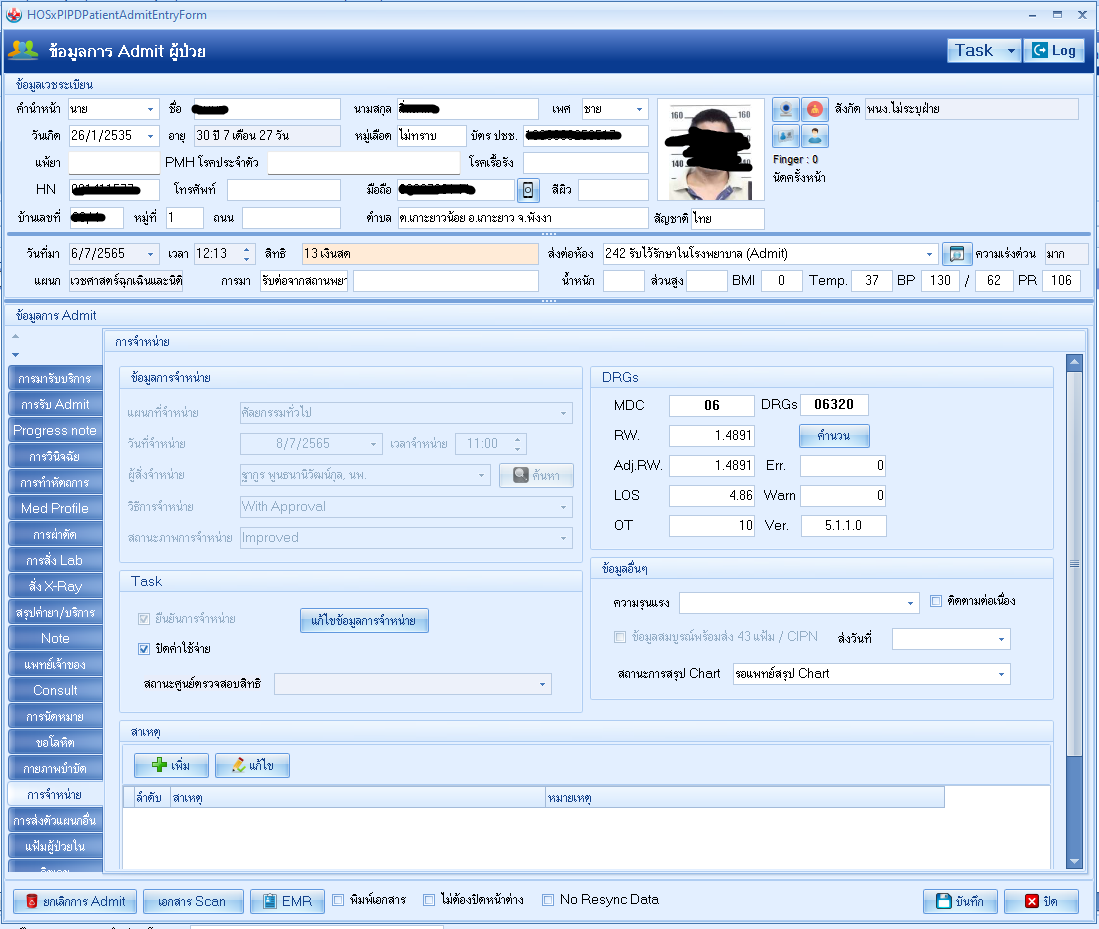 HOSxPIPDPatientAdmitEntryForm
ข้อมูลการ Admit ผู้ป่วย Task Log
ข้อมูลเวชระเบียน
คำนำหน้า นาย ชื่อ นามสกุล เพศ ชาย สังกัด พนง.ไม่ระบุฝ่าย
วันเกิด 26/1/2535 อายุ 30 ปี 7 เดือน 27 วัน หมู่เลือด ไม่ทราบ บัตร ปชช.
160 160
140
แพ้ยา PMH โรคประจำตัว โรคเรื้อรัง Finger : 0
นัดครั้งหน้า
HN โทรศัพท์ มือถือ สีผิว
บ้านเลขที่ หมู่ที่ 1 ถนน ตำบล ต.เกาะยาวน้อย อ.เกาะยาว จ.พังงา สัญชาติ ไทย
วันที่มา 6/7/2565 เวลา 12:13 สิทธิ 13 เงินสด ส่งต่อห้อง 242 รับไว้รักษาในโรงพยาบาล (Admit) ความเร่งด่วน มาก
แผนก เวชศาสตร์ฉุกเฉินและนิติ การมา รับต่อจากสถานพยา น้ำหนัก ส่วนสูง BMI 0 Temp. 37 BP 130 / 62 PR 106
ข้อมูลการ Admit
การมารับบริการ
การรับ Admit
Progress note
การวินิจฉัย
การทำหัตถการ
Med Profile
การผ่าตัด
การสั่ง Lab
สั่ง X-Ray
สรุปค่ายา/บริการ
Note
แพทย์เจ้าของ
Consult
การนัดหมาย
ขอโลหิต
กายภาพบำบัด
การจำหน่าย
การส่งตัวแผนกอื่น
แฟ้มผู้ป่วยใน
การจำหน่าย
ข้อมูลการจำหน่าย
แผนกที่จำหน่าย ศัลยกรรมทั่วไป
วันที่จำหน่าย 8/7/2565 เวลาจำหน่าย 11:00
ผู้สั่งจำหน่าย ฐากูร พูนธนานิวัฒน์กุล, นพ. ค้นหา
วิธีการจำหน่าย With Approval
สถานะภาพการจำหน่าย Improved
DRGs
MDC 06 DRGs 06320
RW. 1.4891 คำนวน
Adj.RW. 1.4891 Err. 0
LOS 4.86 Warn 0
OT 10 Ver. 5.1.1.0
Task
ยืนยันการจำหน่าย แก้ไขข้อมูลการจำหน่าย
ปิดค่าใช้จ่าย
สถานะศูนย์ตรวจสอบสิทธิ
ข้อมูลอื่นๆ
ความรุนแรง ติดตามต่อเนื่อง
ข้อมูลสมบูรณ์พร้อมส่ง 43 แฟ้ม / CIPN ส่งวันที่
สถานะการสรุป Chart รอแพทย์สรุป Chart
สาเหตุ
เพิ่ม แก้ไข
ลำดับ สาเหตุ หมายเหตุ
ยกเลิกการ Admit เอกสาร Scan EMR พิมพ์เอกสาร ไม่ต้องปิดหน้าต่าง No Resync Data บันทึก ปิด